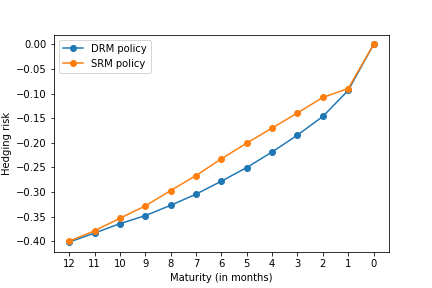 DRM policy
SRM policy
0.00
−0.05
−0.10
−0.15
−0.20
−0.25
−0.30
−0.35
−0.40
Hedging risk
12 11 10 9 8 7 6 5 4 3 2 1 0
Maturity (in months)